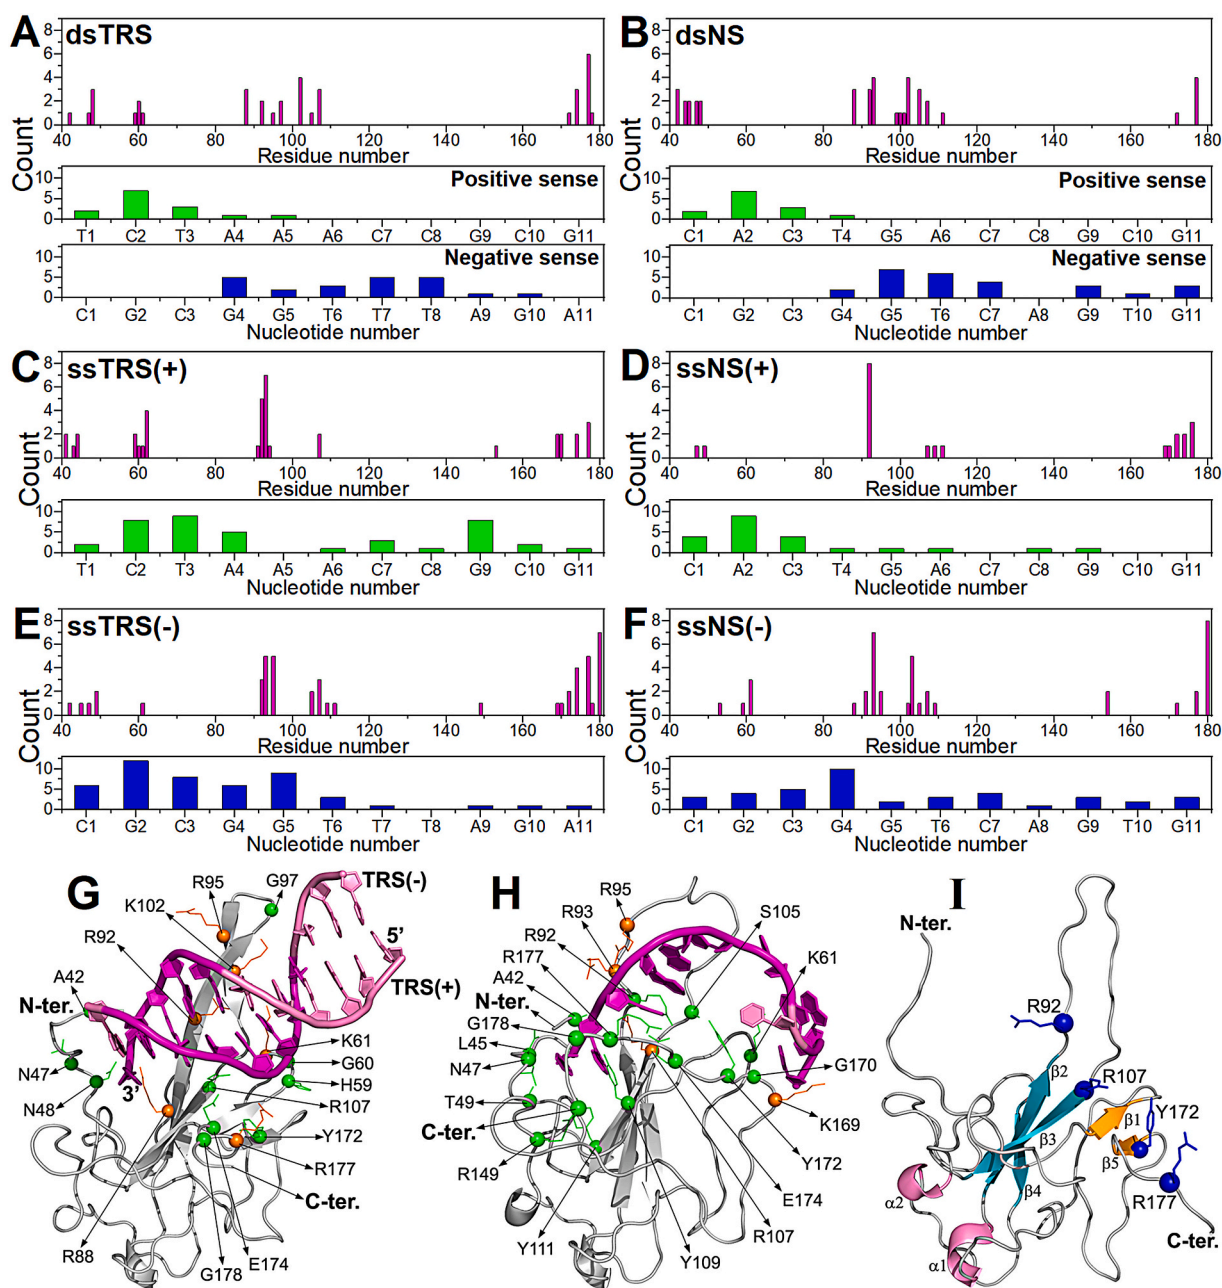 A dsTRS
Count
8
6
4
2
0
40 60 80 100 120 140 160 180
Residue number
Positive sense
10
5
0
T1 C2 T3 A4 A5 A6 C7 C8 G9 C10 G11
Negative sense
10
5
0
C1 G2 C3 G4 G5 T6 T7 T8 A9 G10 A11
Nucleotide number
B dsNS
Count
8
6
4
2
0
40 60 80 100 120 140 160 180
Residue number
Positive sense
10
5
0
C1 A2 C3 T4 G5 A6 C7 C8 G9 C10 G11
Negative sense
10
5
0
C1 G2 C3 G4 G5 T6 C7 A8 G9 T10 G11
Nucleotide number
C ssTRS(+)
Count
8
6
4
2
0
40 60 80 100 120 140 160 180
Residue number
10
5
0
T1 C2 T3 A4 A5 A6 C7 C8 G9 C10 G11
Nucleotide number
D ssNS(+)
Count
8
6
4
2
0
40 60 80 100 120 140 160 180
Residue number
10
5
0
C1 A2 C3 T4 G5 A6 C7 C8 G9 C10 G11
Nucleotide number
E ssTRS(-)
Count
8
6
4
2
0
40 60 80 100 120 140 160 180
Residue number
10
5
0
C1 G2 C3 G4 G5 T6 T7 T8 A9 G10 A11
Nucleotide number
F ssNS(-)
Count
8
6
4
2
0
40 60 80 100 120 140 160 180
Residue number
10
5
0
C1 G2 C3 G4 G5 T6 C7 A8 G9 T10 G11
Nucleotide number
G
R95
G97
TRS(-)
K102
R92
5'
A42
TRS(+)
N-ter.
K61
G60
N47
3'
H59
N48
R107
Y172
R177
C-ter.
R88
E174
G178
H
R95
R93
S105
R92
K61
R177
A42
N-ter.
G178
L45
G170
N47
T49
K169
C-ter.
Y172
R149
E174
R107
Y111
Y109
I
N-ter.
R92
β2
R107
β1
Y172
β3
β5
β4
R177
α2
C-ter.
α1